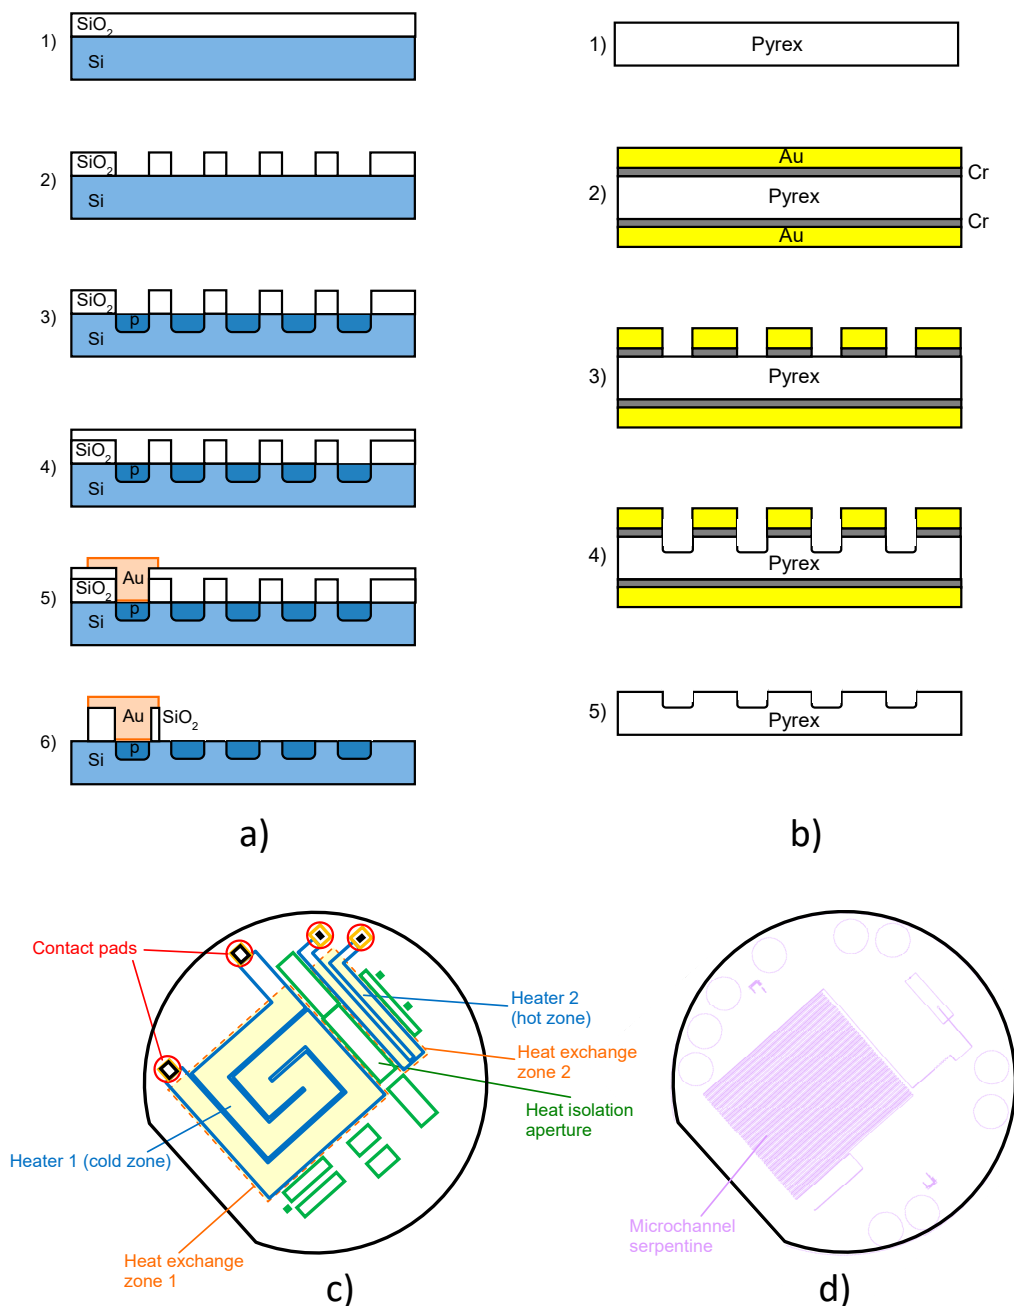 1)
SiO2
Si
2)
SiO2
Si
3)
SiO2
p
Si
4)
SiO2
p
Si
5)
Au
SiO2
p
Si
6)
Au
SiO2
p
Si
a)
1)
Pyrex
2)
Au
Cr
Pyrex
Cr
Au
3)
Pyrex
4)
Pyrex
5)
Pyrex
b)
Contact pads
Heater 2
(hot zone)
Heat exchange
zone 2
Heat isolation
aperture
Heater 1 (cold zone)
Heat exchange
zone 1
c)
Microchannel
serpentine
d)